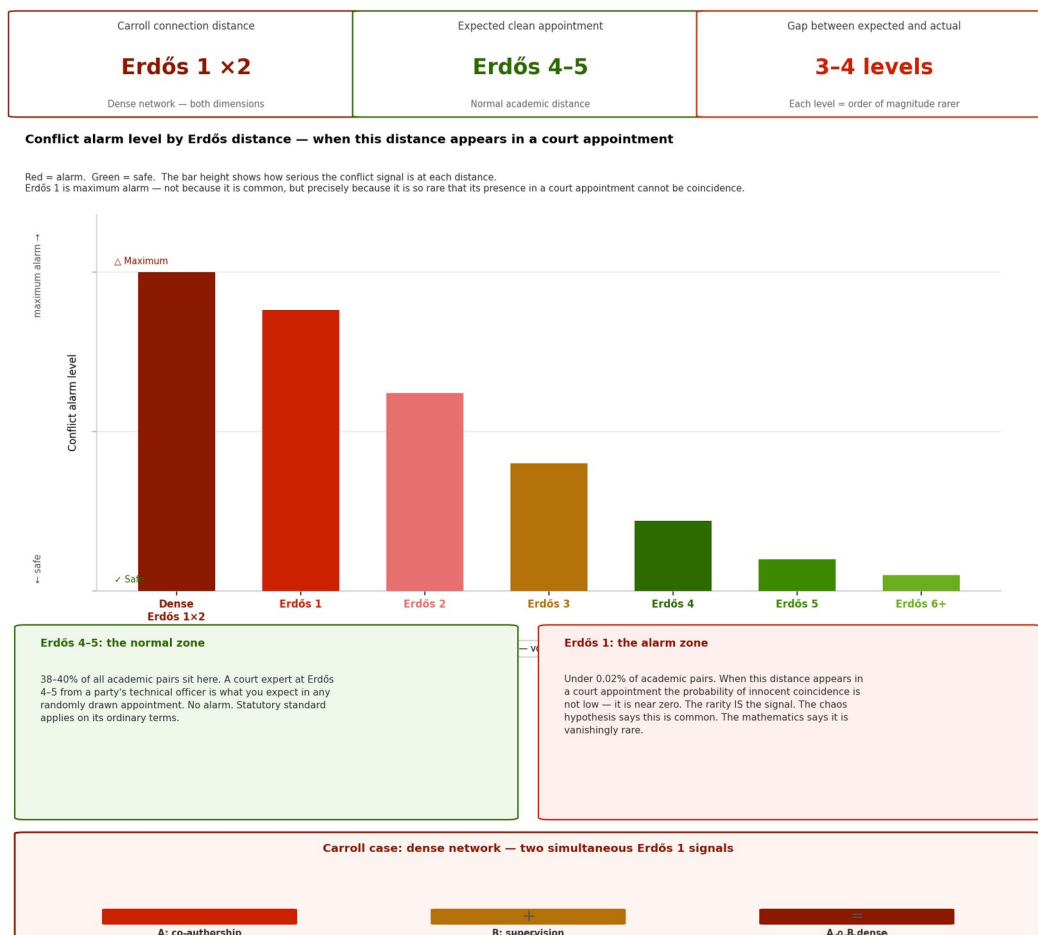 Carroll connection distance
Erdős 1 ×2
Dense network — both dimensions
Expected clean appointment
Erdős 4–5
Normal academic distance
Gap between expected and actual
3–4 levels
Each level = order of magnitude rarer
Conflict alarm level by Erdős distance — when this distance appears in a court appointment
Red = alarm.  Green = safe.  The bar height shows how serious the conflict signal is at each distance.
Erdős 1 is maximum alarm — not because it is common, but precisely because it is so rare that its presence in a court appointment cannot be coincidence.
maximum alarm →
← safe
Conflict alarm level
△ Maximum
✓ Safe
Dense
Erdős 1×2
Erdős 1
Erdős 2
Erdős 3
Erdős 4
Erdős 5
Erdős 6+
Erdős 4–5: the normal zone
38–40% of all academic pairs sit here. A court expert at Erdős
4–5 from a party's technical officer is what you expect in any
randomly drawn appointment. No alarm. Statutory standard
applies on its ordinary terms.
Erdős 1: the alarm zone
Under 0.02% of academic pairs. When this distance appears in
a court appointment the probability of innocent coincidence is
not low — it is near zero. The rarity IS the signal. The chaos
hypothesis says this is common. The mathematics says it is
vanishingly rare.
Carroll case: dense network — two simultaneous Erdős 1 signals
+
=
A: co-authorship
B: supervision
A ∩ B dense